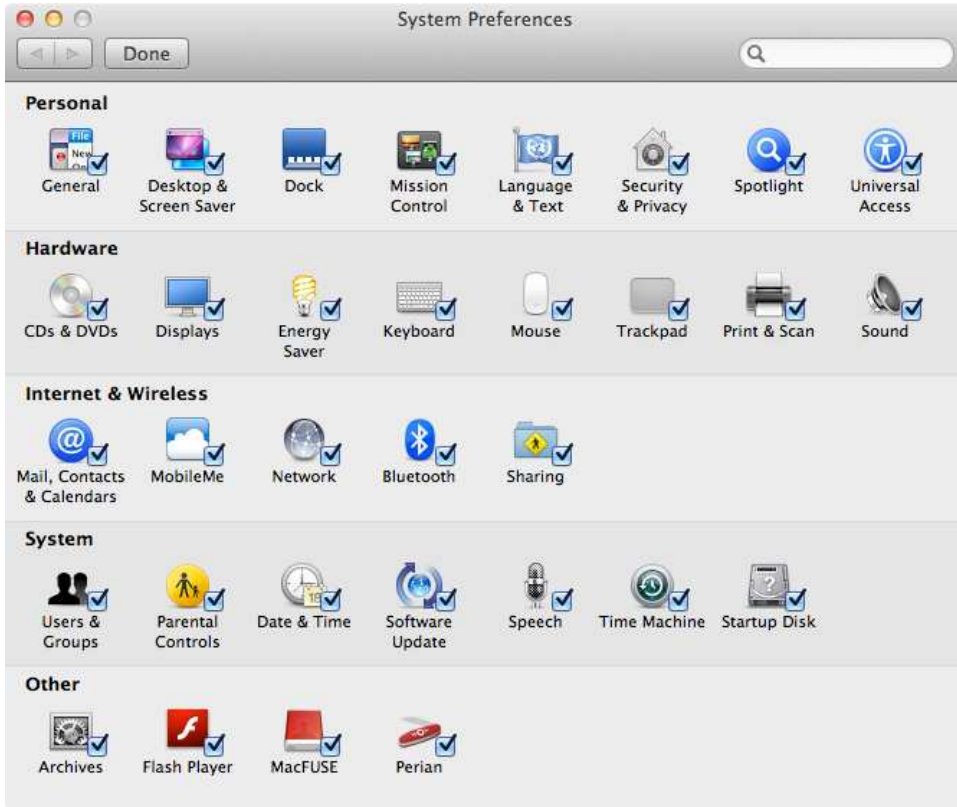 System Preferences
Done
Personal
General
Desktop & Screen Saver
Dock
Mission Control
Language & Text
Security & Privacy
Spotlight
Universal Access
Hardware
CDs & DVDs
Displays
Energy Saver
Keyboard
Mouse
Trackpad
Print & Scan
Sound
Internet & Wireless
Mail, Contacts & Calendars
MobileMe
Network
Bluetooth
Sharing
System
Users & Groups
Parental Controls
Date & Time
Software Update
Speech
Time Machine
Startup Disk
Other
Archives
Flash Player
MacFUSE
Perian